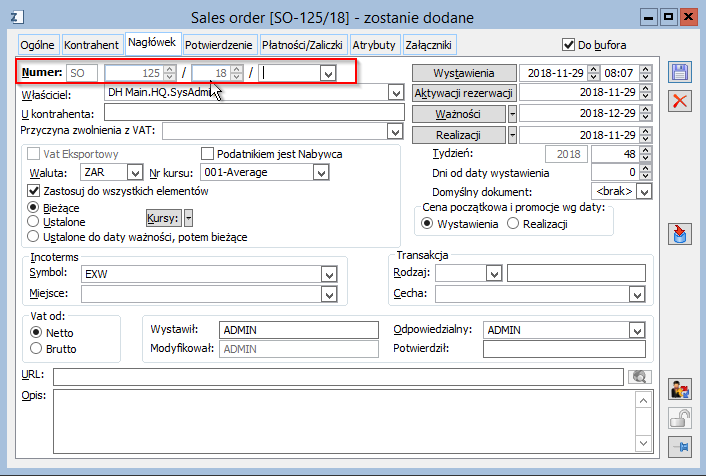 Sales order [SO-125/18] - zostanie dodane
Ogólne Kontrahent Nagłówek Potwierdzenie Płatności/Zaliczki Atrybuty Załączniki Do bufora
Numer: SO 125 / 18 /
Właściciel: DH Main.HQ.SysAdmi
U kontrahenta:
Przyczyna zwolnienia z VAT:
Wystawienia 2018-11-29 08:07
Aktywacji rezerwacji 2018-11-29
Ważności 2018-12-29
Realizacji 2018-11-29
Tydzień: 2018 48
Dni od daty wystawienia 0
Domyślny dokument: <brak>
Vat Eksportowy Podatnikiem jest Nabywca
Waluta: ZAR Nr kursu: 001-Average
Zastosuj do wszystkich elementów
Bieżące
Ustalone
Kursy:
Ustalone do daty ważności, potem bieżące
Cena początkowa i promocje wg daty:
Wystawienia Realizacji
Incoterms
Symbol: EXW
Miejsce:
Transakcja
Rodzaj:
Cecha:
Vat od:
Netto
Brutto
Wystawił: ADMIN
Modyfikował: ADMIN
Odpowiedzialny: ADMIN
Potwierdził:
URL:
Opis: